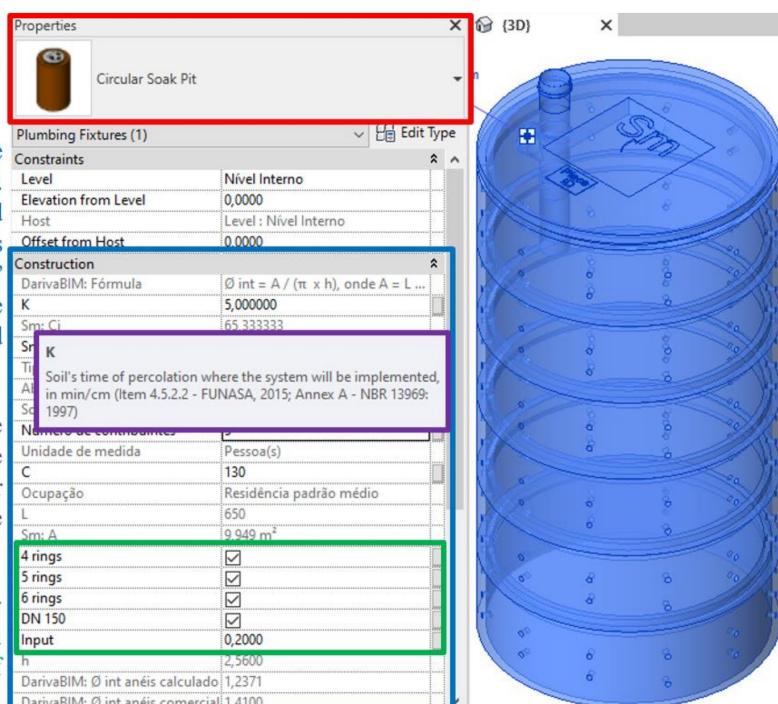 Properties
{3D}
Circular Soak Pit
Plumbing Fixtures (1)
Edit Type
Constraints
Level Nível Interno
Elevation from Level 0,0000
Host Level : Nível Interno
Offset from Host 0,0000
Construction
DarivaBIM: Fórmula Ø int = A / (π x h), onde A = L ...
K 5,000000
Sm: Ci 65,333333
K
Soil's time of percolation where the system will be implemented,
in min/cm (Item 4.5.2.2 - FUNASA, 2015; Annex A - NBR 13969:
1997)
Número de contribuintes 5
Unidade de medida Pessoa(s)
C 130
Ocupação Residência padrão médio
L 650
Sm: A 9,949 m²
4 rings
5 rings
6 rings
DN 150
Input 0,2000
h 2,5600
DarivaBIM: Ø int anéis calculado 1,2371
DarivaBIM: Ø int anéis comercial 1,4100
Sm